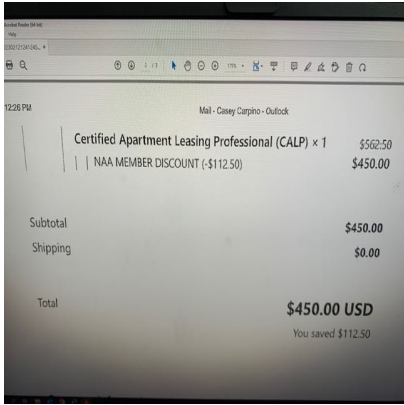 Help
12:26 PM
Mail - Casey Carpino - Outlook
Certified Apartment Leasing Professional (CALP) × 1 $562.50
NAA MEMBER DISCOUNT (-$112.50) $450.00
Subtotal $450.00
Shipping $0.00
Total $450.00 USD
You saved $112.50